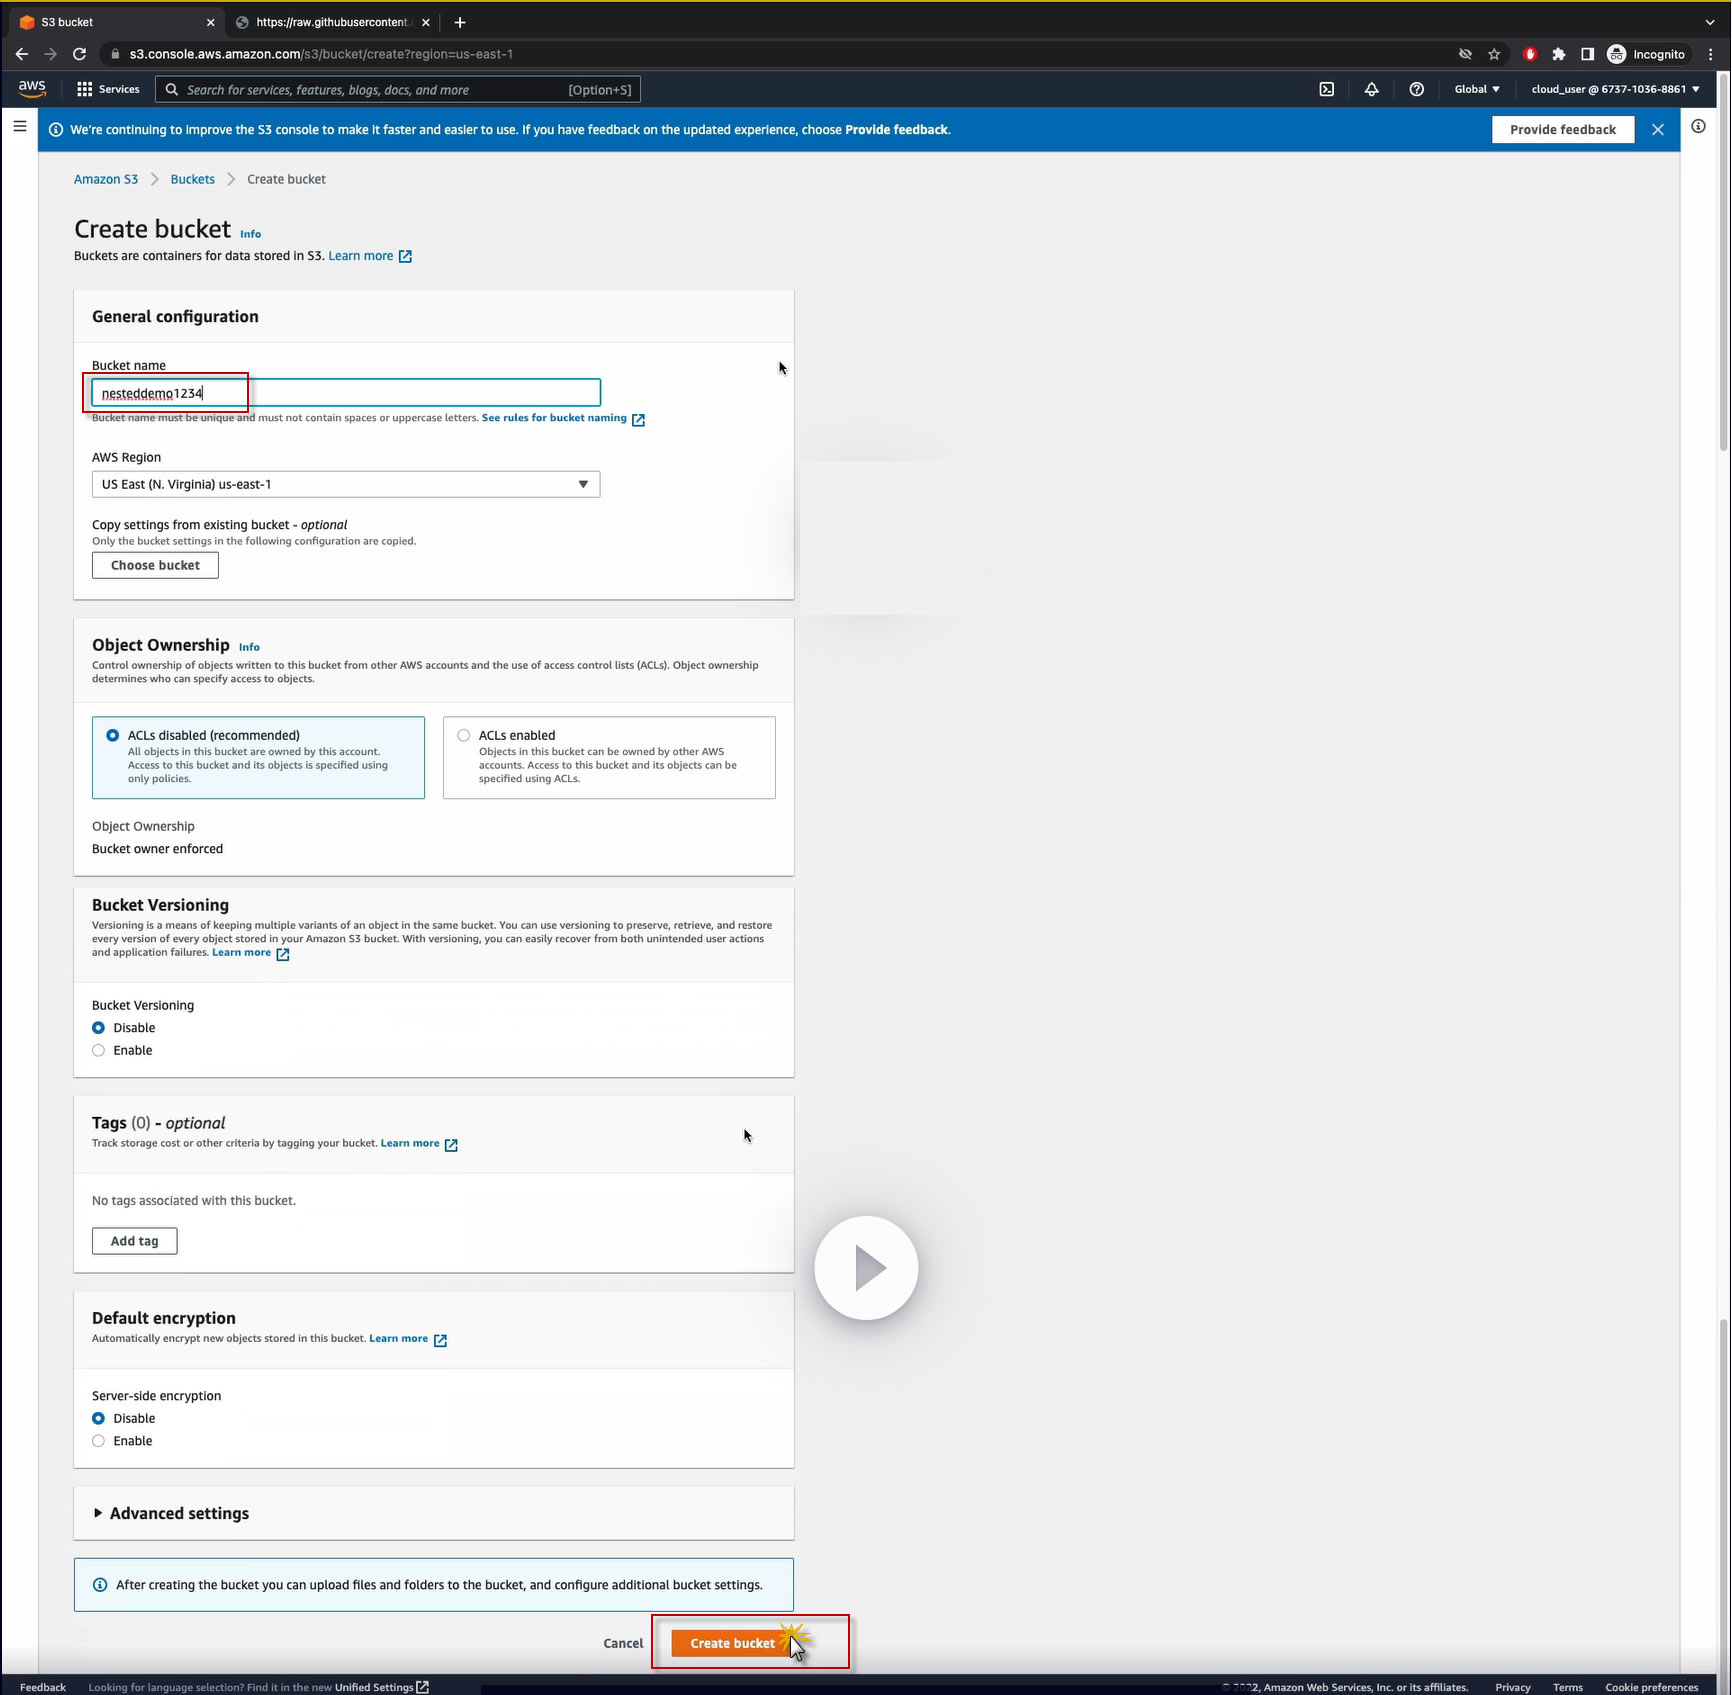 S3 bucket
https://raw.githubusercontent.
s3.console.aws.amazon.com/s3/bucket/create?region=us-east-1
Incognito
aws
Services
Search for services, features, blogs, docs, and more
[Option+S]
Global
cloud_user @ 6737-1036-8861
We're continuing to improve the S3 console to make it faster and easier to use. If you have feedback on the updated experience, choose Provide feedback.
Provide feedback
Amazon S3
Buckets
Create bucket
Create bucket Info
Buckets are containers for data stored in S3. Learn more
General configuration
Bucket name
nesteddemo1234
Bucket name must be unique and must not contain spaces or uppercase letters. See rules for bucket naming
AWS Region
US East (N. Virginia) us-east-1
Copy settings from existing bucket - optional
Only the bucket settings in the following configuration are copied.
Choose bucket
Object Ownership Info
Control ownership of objects written to this bucket from other AWS accounts and the use of access control lists (ACLs). Object ownership
determines who can specify access to objects.
ACLs disabled (recommended)
All objects in this bucket are owned by this account.
Access to this bucket and its objects is specified using
only policies.
ACLs enabled
Objects in this bucket can be owned by other AWS
accounts. Access to this bucket and its objects can be
specified using ACLs.
Object Ownership
Bucket owner enforced
Bucket Versioning
Versioning is a means of keeping multiple variants of an object in the same bucket. You can use versioning to preserve, retrieve, and restore
every version of every object stored in your Amazon S3 bucket. With versioning, you can easily recover from both unintended user actions
and application failures. Learn more
Bucket Versioning
Disable
Enable
Tags (0) - optional
Track storage cost or other criteria by tagging your bucket. Learn more
No tags associated with this bucket.
Add tag
Default encryption
Automatically encrypt new objects stored in this bucket. Learn more
Server-side encryption
Disable
Enable
Advanced settings
After creating the bucket you can upload files and folders to the bucket, and configure additional bucket settings.
Cancel
Create bucket
Feedback
Looking for language selection? Find it in the new Unified Settings
© 2022, Amazon Web Services, Inc. or its affiliates.
Privacy
Terms
Cookie preferences